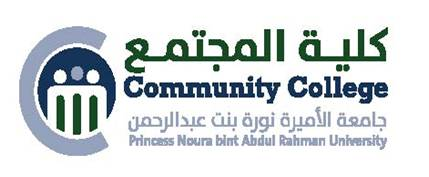 كلية المجتمع
Community College
جامعة الأميرة نورة بنت عبدالرحمن
Princess Noura bint Abdul Rahman University